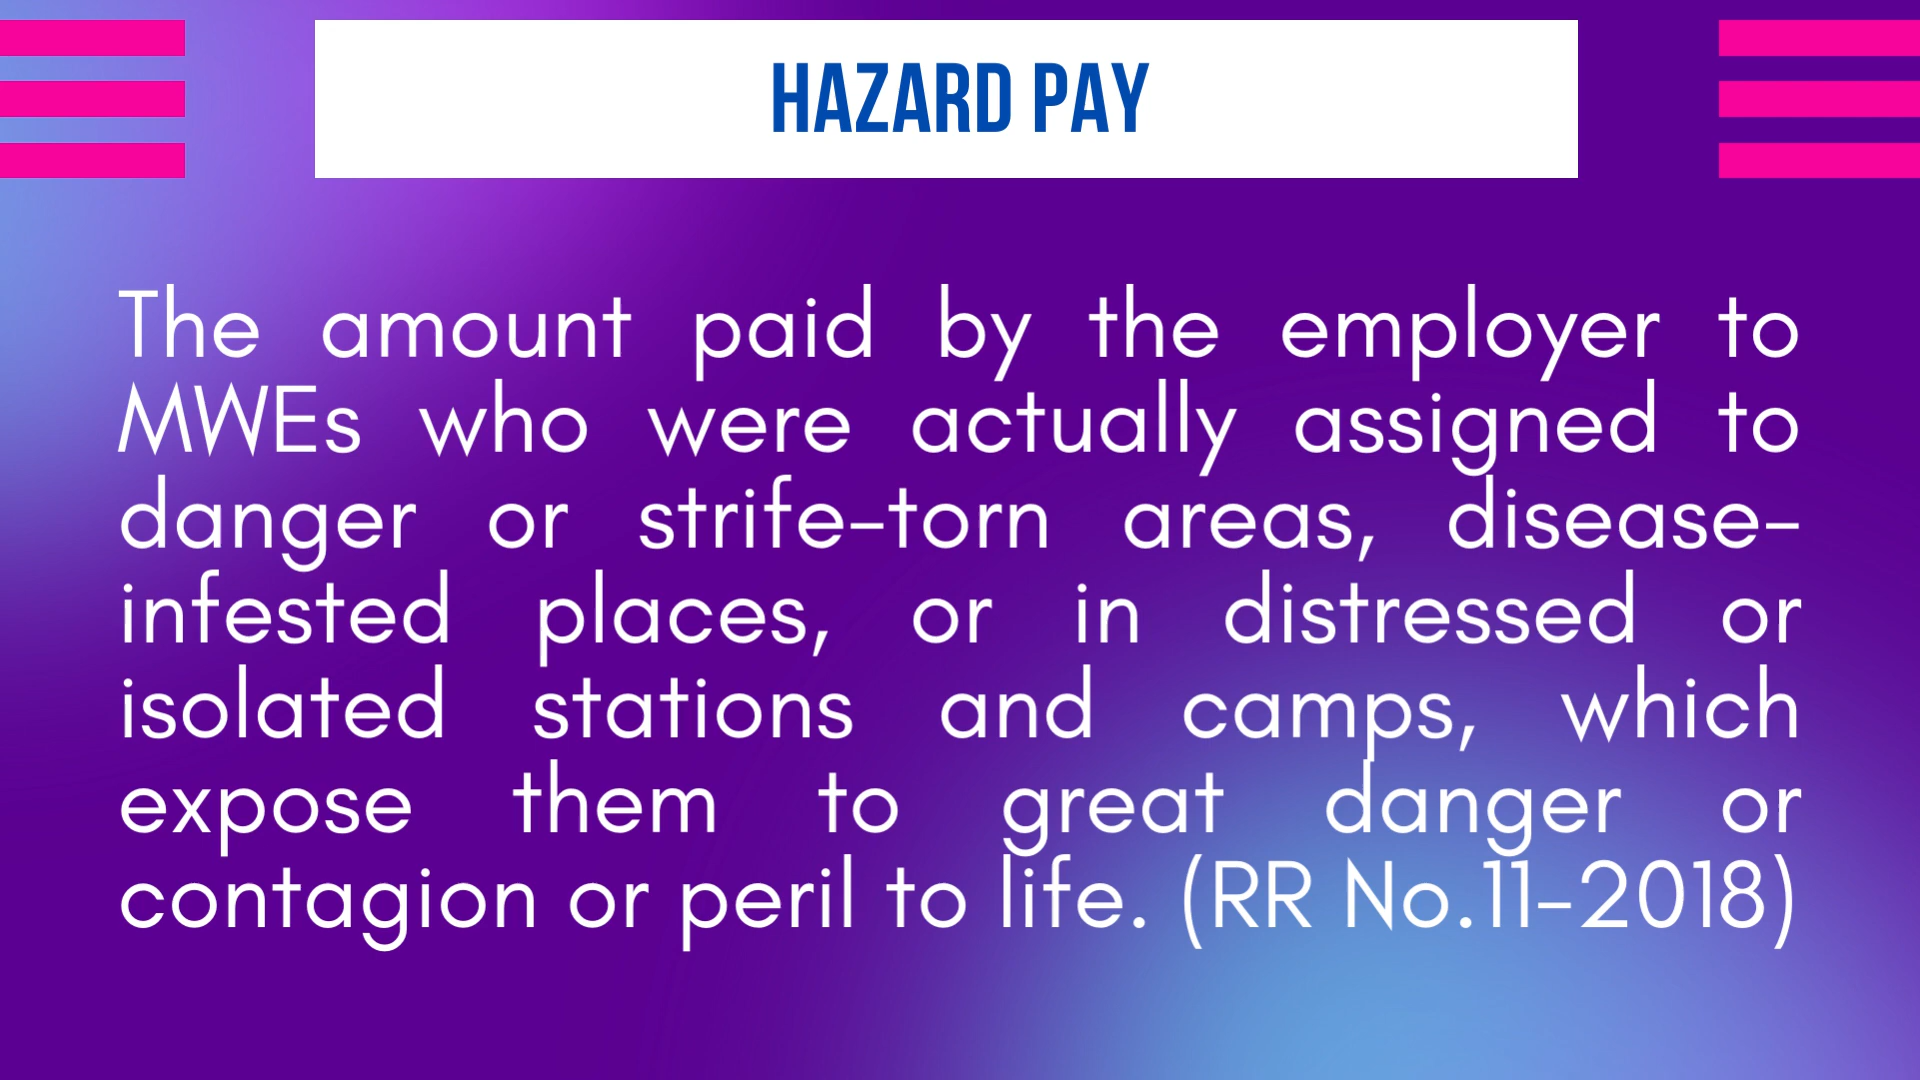 HAZARD PAY
The amount paid by the employer to
MWEs who were actually assigned to
danger or strife-torn areas, disease-
infested places, or in distressed or
isolated stations and camps, which
expose them to great danger or
contagion or peril to life. (RR No.11-2018)